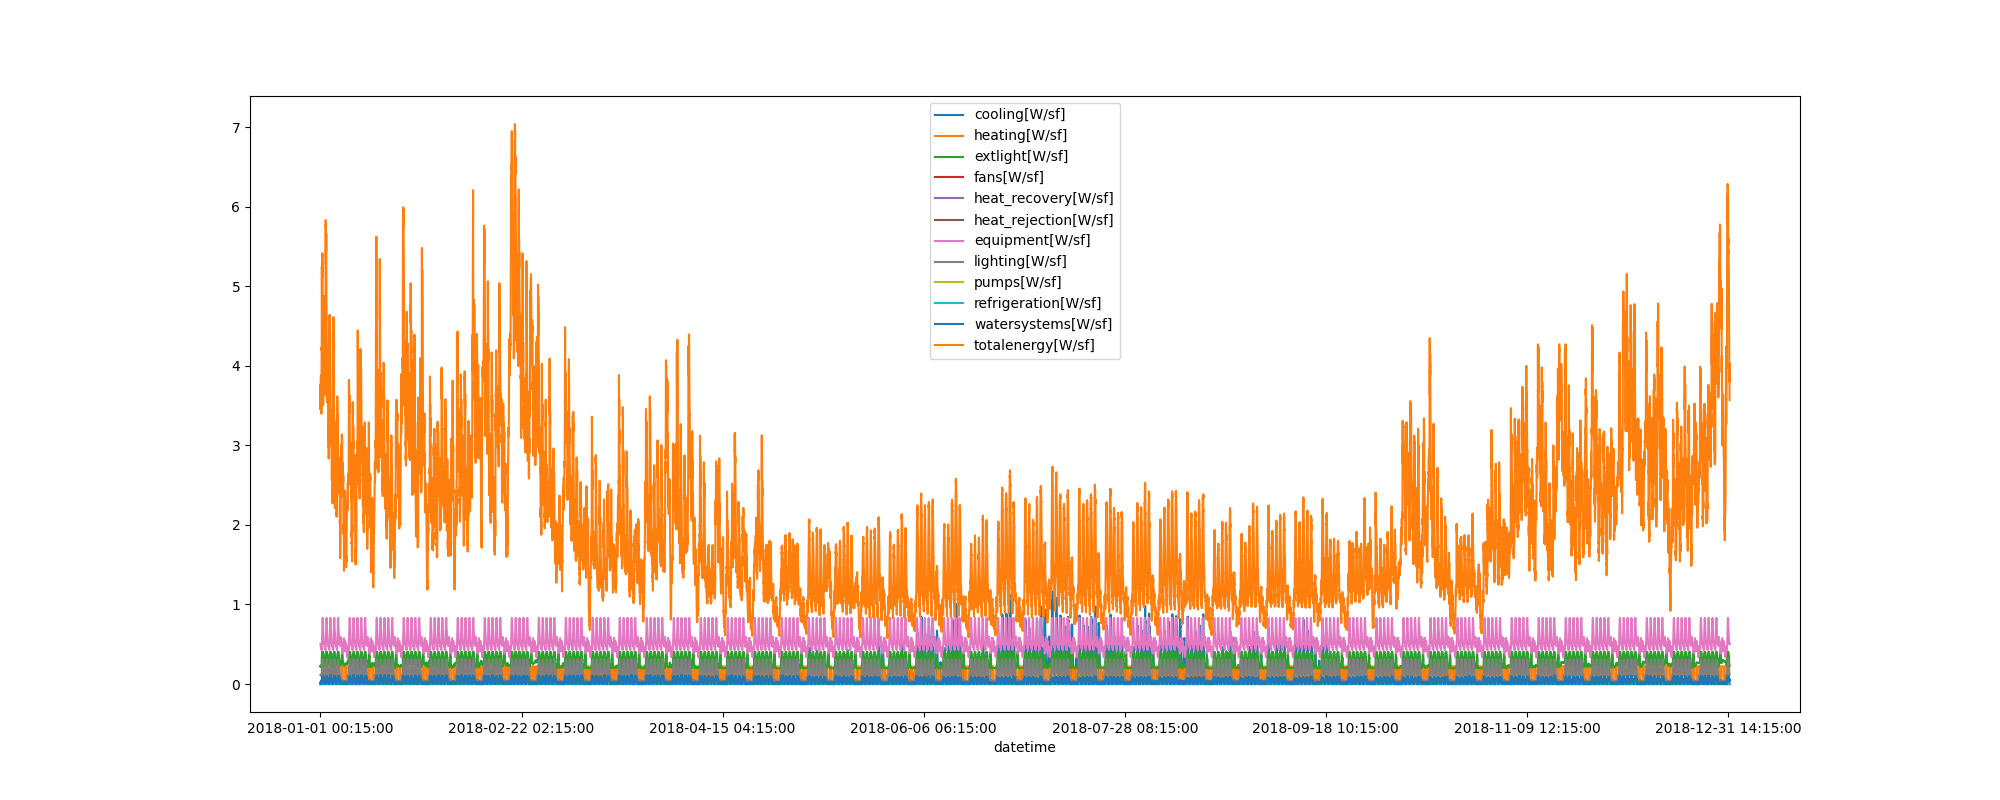 cooling[W/sf]
heating[W/sf]
extlight[W/sf]
fans[W/sf]
heat_recovery[W/sf]
heat_rejection[W/sf]
equipment[W/sf]
lighting[W/sf]
pumps[W/sf]
refrigeration[W/sf]
watersystems[W/sf]
totalenergy[W/sf]
7
6
5
4
3
2
1
0
2018-01-01 00:15:00 2018-02-22 02:15:00 2018-04-15 04:15:00 2018-06-06 06:15:00 2018-07-28 08:15:00 2018-09-18 10:15:00 2018-11-09 12:15:00 2018-12-31 14:15:00
datetime